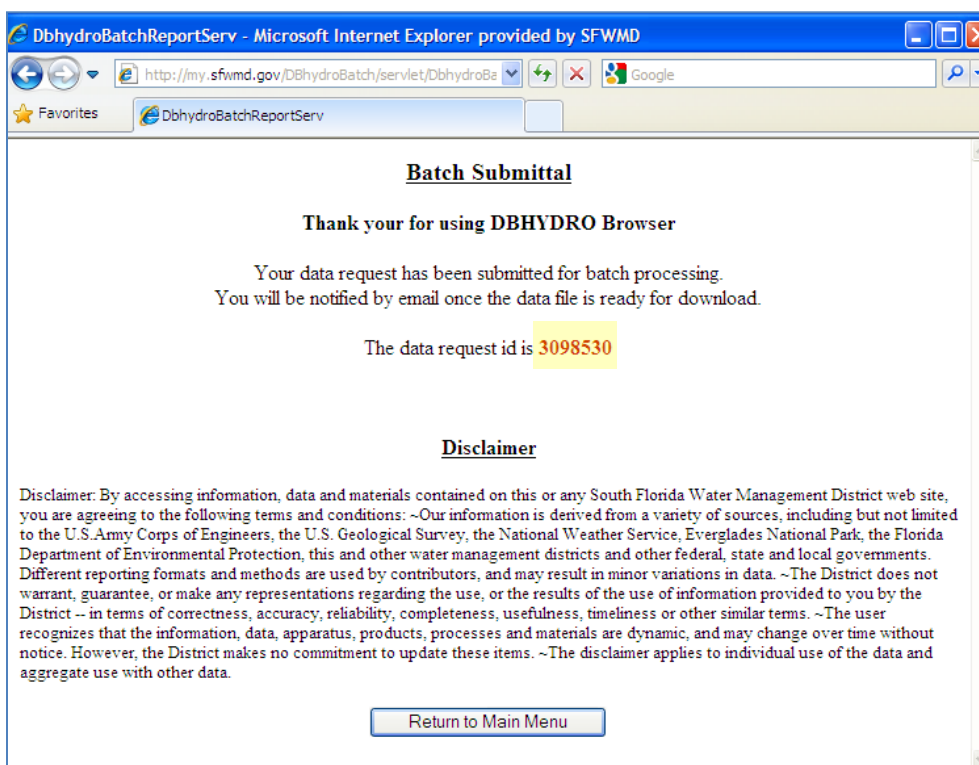 DbhydroBatchReportServ - Microsoft Internet Explorer provided by SFWMD
http://my.sfwmd.gov/DBhydroBatch/servlet/DbhydroBa
Google
Favorites
DbhydroBatchReportServ
Batch Submittal
Thank your for using DBHYDRO Browser
Your data request has been submitted for batch processing.
You will be notified by email once the data file is ready for download.
The data request id is 3098530
Disclaimer
Disclaimer: By accessing information, data and materials contained on this or any South Florida Water Management District web site,
you are agreeing to the following terms and conditions: ~Our information is derived from a variety of sources, including but not limited
to the U.S.Army Corps of Engineers, the U.S. Geological Survey, the National Weather Service, Everglades National Park, the Florida
Department of Environmental Protection, this and other water management districts and other federal, state and local governments.
Different reporting formats and methods are used by contributors, and may result in minor variations in data. ~The District does not
warrant, guarantee, or make any representations regarding the use, or the results of the use of information provided to you by the
District -- in terms of correctness, accuracy, reliability, completeness, usefulness, timeliness or other similar terms. ~The user
recognizes that the information, data, apparatus, products, processes and materials are dynamic, and may change over time without
notice. However, the District makes no commitment to update these items. ~The disclaimer applies to individual use of the data and
aggregate use with other data.
Return to Main Menu